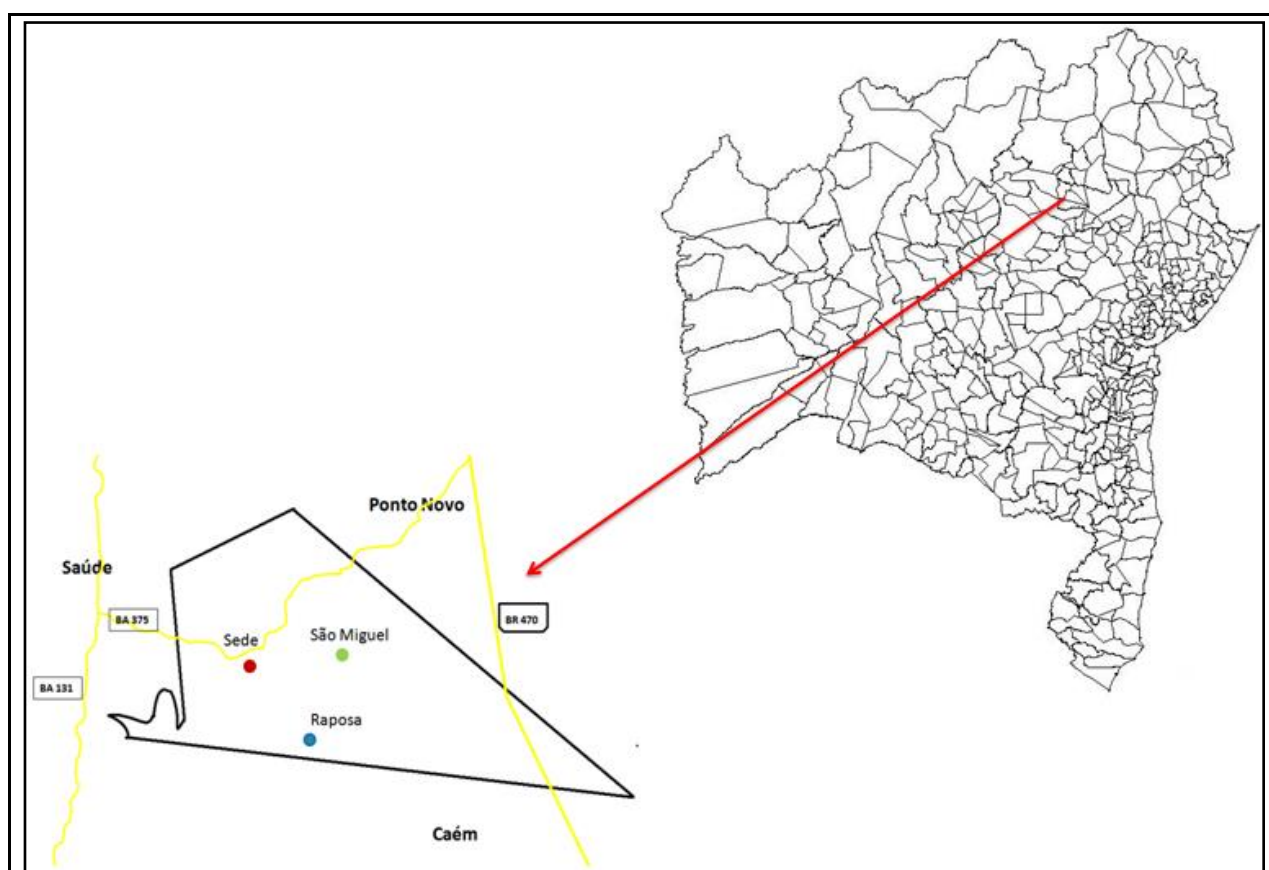 Ponto Novo
Saúde
BR 470
BA 375
Sede
São Miguel
BA 131
Raposa
Caém